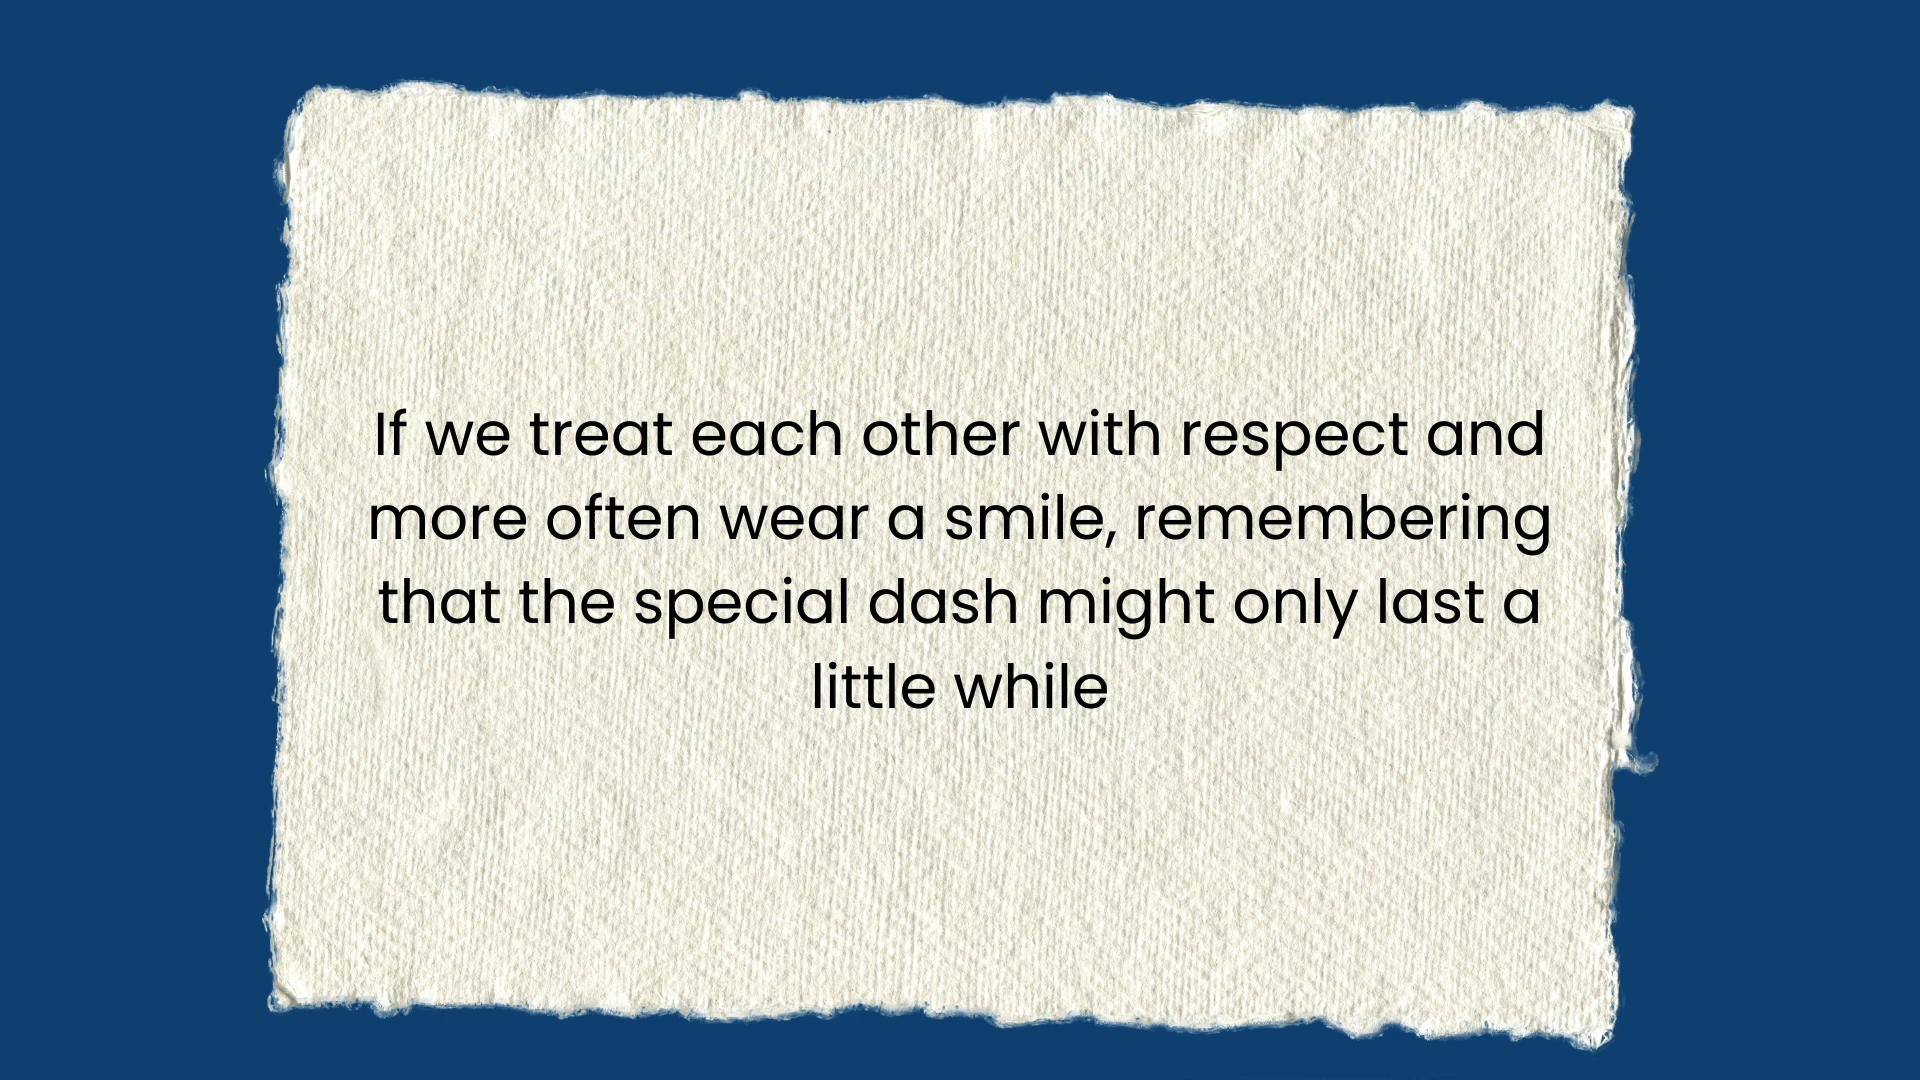 If we treat each other with respect and
more often wear a smile, remembering
that the special dash might only last a
little while